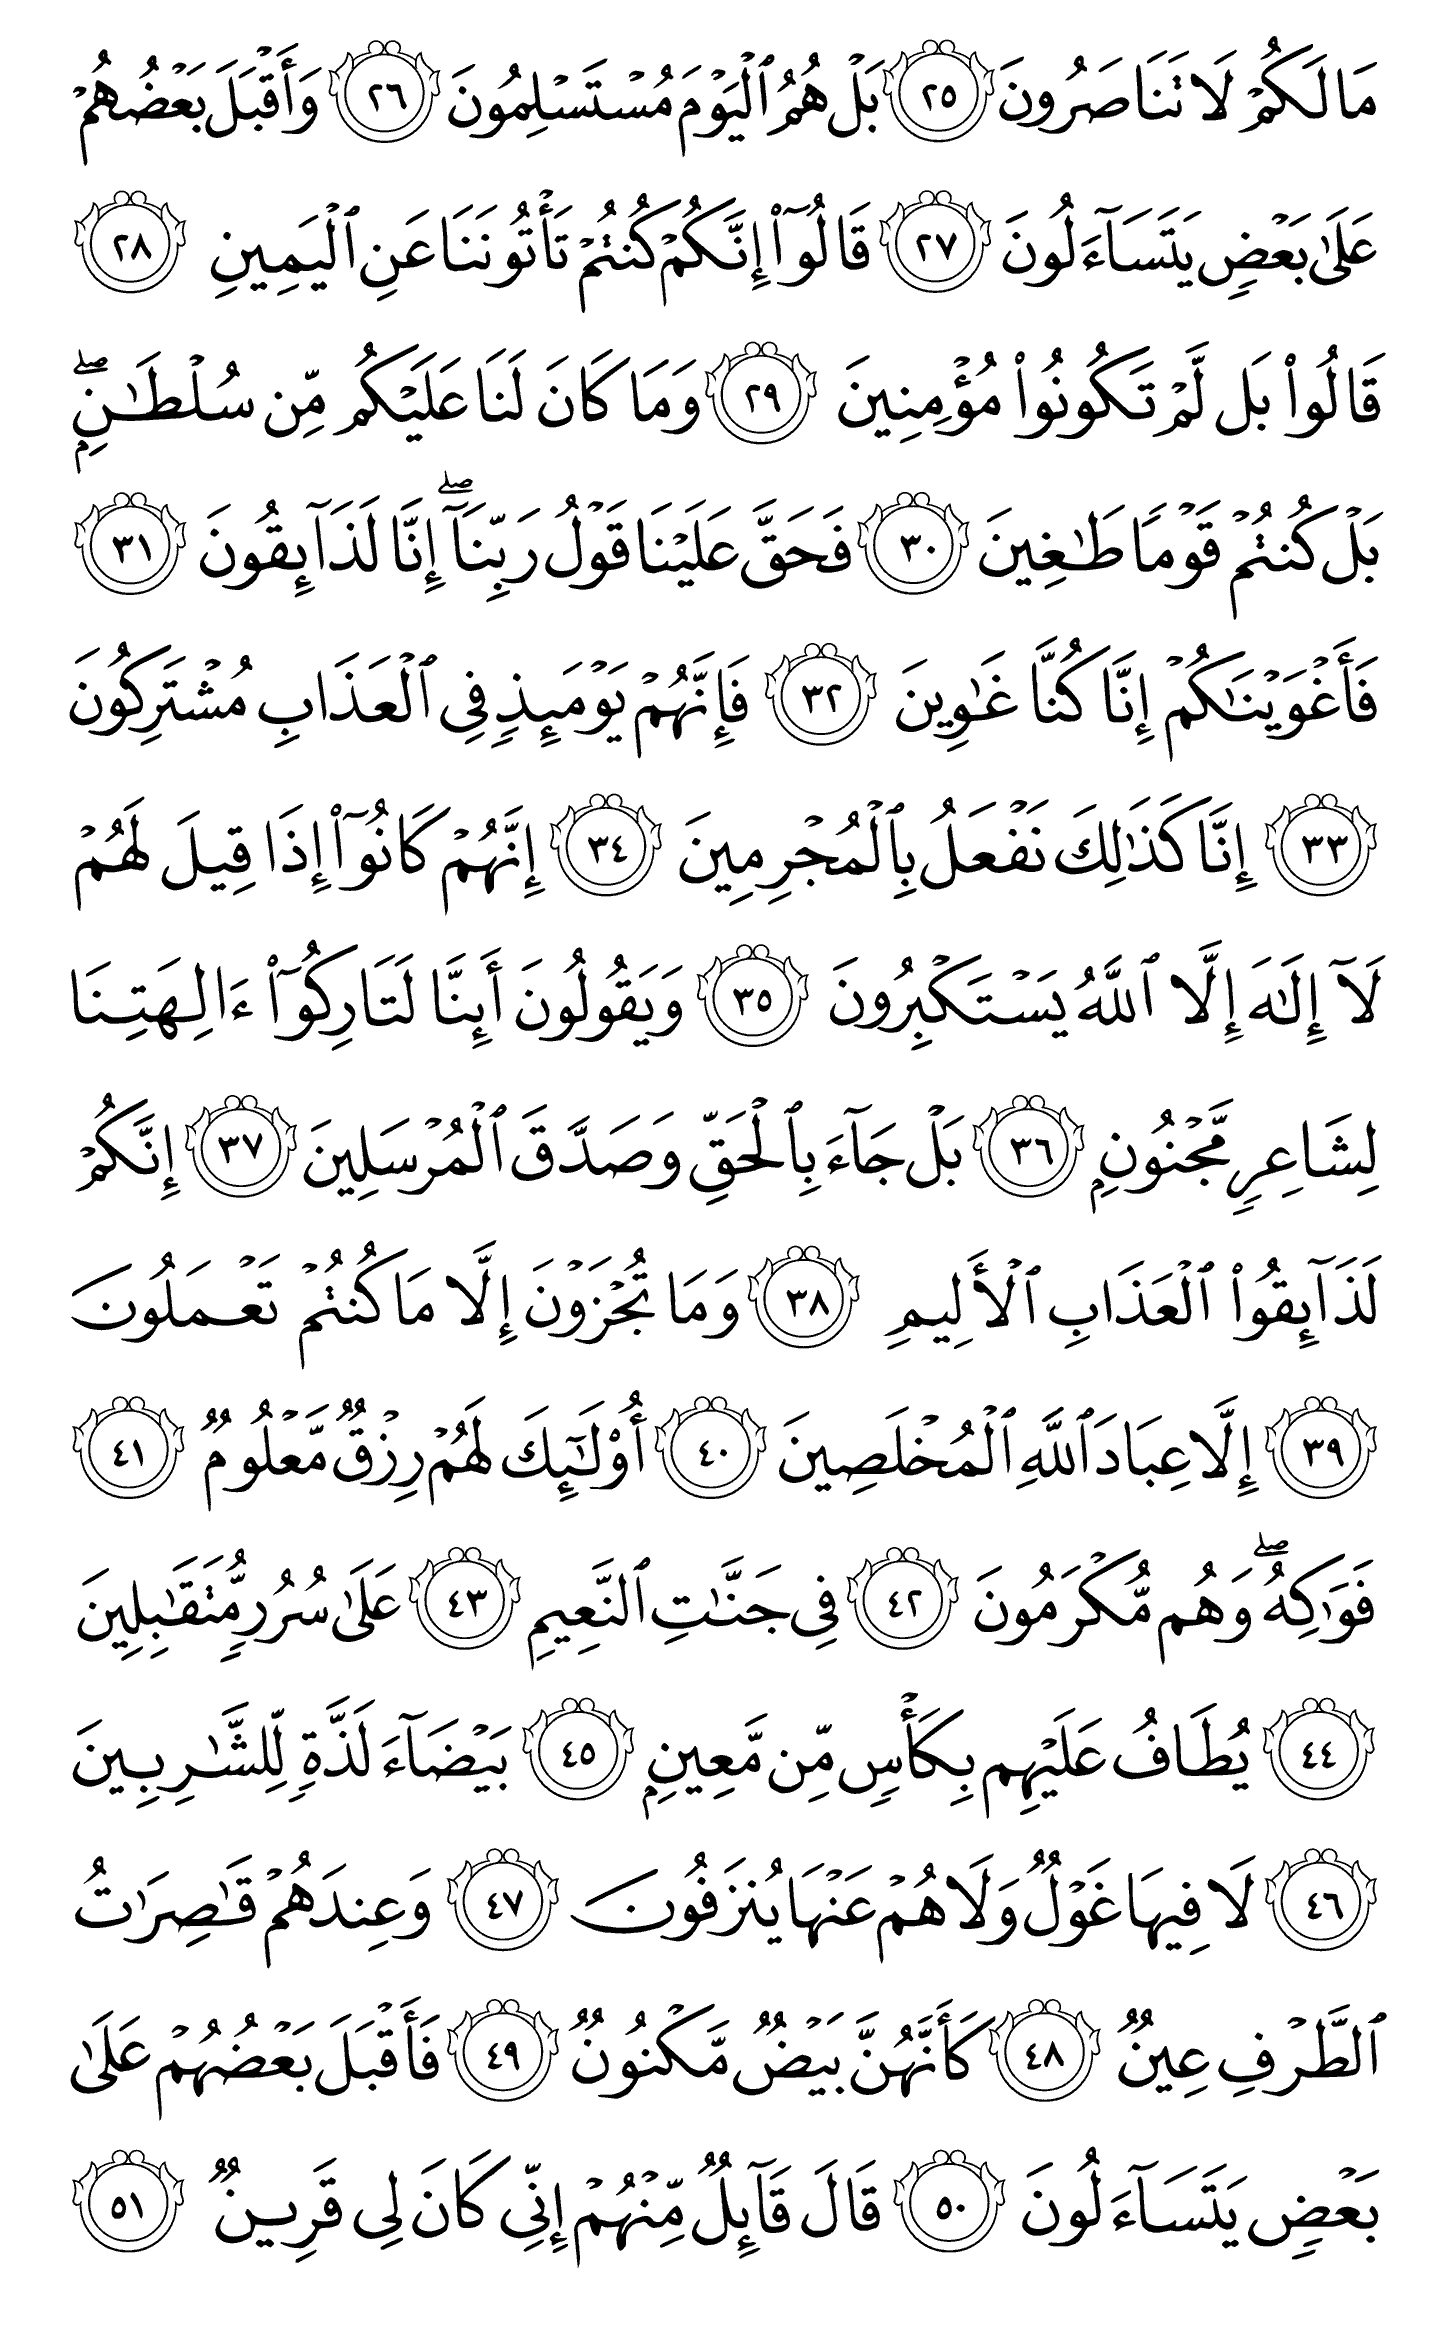 مَا لَكُمْ لَا تَنَاصَرُونَ ٢٥ بَلْ هُمُ ٱلْيَوْمَ مُسْتَسْلِمُونَ ٢٦ وَأَقْبَلَ بَعْضُهُمْ
عَلَىٰ بَعْضٍ يَتَسَآءَلُونَ ٢٧ قَالُوٓا۟ إِنَّكُمْ كُنتُمْ تَأْتُونَنَا عَنِ ٱلْيَمِينِ ٢٨
قَالُوا۟ بَل لَّمْ تَكُونُوا۟ مُؤْمِنِينَ ٢٩ وَمَا كَانَ لَنَا عَلَيْكُم مِّن سُلْطَٰنٍۭ ۖ
بَلْ كُنتُمْ قَوْمًا طَٰغِينَ ٣٠ فَحَقَّ عَلَيْنَا قَوْلُ رَبِّنَآ ۖ إِنَّا لَذَآئِقُونَ ٣١
فَأَغْوَيْنَٰكُمْ إِنَّا كُنَّا غَٰوِينَ ٣٢ فَإِنَّهُمْ يَوْمَئِذٍ فِى ٱلْعَذَابِ مُشْتَرِكُونَ
٣٣ إِنَّا كَذَٰلِكَ نَفْعَلُ بِٱلْمُجْرِمِينَ ٣٤ إِنَّهُمْ كَانُوٓا۟ إِذَا قِيلَ لَهُمْ
لَآ إِلَٰهَ إِلَّا ٱللَّهُ يَسْتَكْبِرُونَ ٣٥ وَيَقُولُونَ أَئِنَّا لَتَارِكُوٓا۟ ءَالِهَتِنَا
لِشَاعِرٍ مَّجْنُونٍۭ ٣٦ بَلْ جَآءَ بِٱلْحَقِّ وَصَدَّقَ ٱلْمُرْسَلِينَ ٣٧ إِنَّكُمْ
لَذَآئِقُوا۟ ٱلْعَذَابِ ٱلْأَلِيمِ ٣٨ وَمَا تُجْزَوْنَ إِلَّا مَا كُنتُمْ تَعْمَلُونَ
٣٩ إِلَّا عِبَادَ ٱللَّهِ ٱلْمُخْلَصِينَ ٤٠ أُو۟لَٰٓئِكَ لَهُمْ رِزْقٌ مَّعْلُومٌ ٤١
فَوَٰكِهُ ۖ وَهُم مُّكْرَمُونَ ٤٢ فِى جَنَّٰتِ ٱلنَّعِيمِ ٤٣ عَلَىٰ سُرُرٍ مُّتَقَٰبِلِينَ
٤٤ يُطَافُ عَلَيْهِم بِكَأْسٍ مِّن مَّعِينٍۭ ٤٥ بَيْضَآءَ لَذَّةٍ لِّلشَّٰرِبِينَ
٤٦ لَا فِيهَا غَوْلٌ وَلَا هُمْ عَنْهَا يُنزَفُونَ ٤٧ وَعِندَهُمْ قَٰصِرَٰتُ
ٱلطَّرْفِ عِينٌ ٤٨ كَأَنَّهُنَّ بَيْضٌ مَّكْنُونٌ ٤٩ فَأَقْبَلَ بَعْضُهُمْ عَلَىٰ
بَعْضٍ يَتَسَآءَلُونَ ٥٠ قَالَ قَآئِلٌ مِّنْهُمْ إِنِّى كَانَ لِى قَرِينٌ ٥١